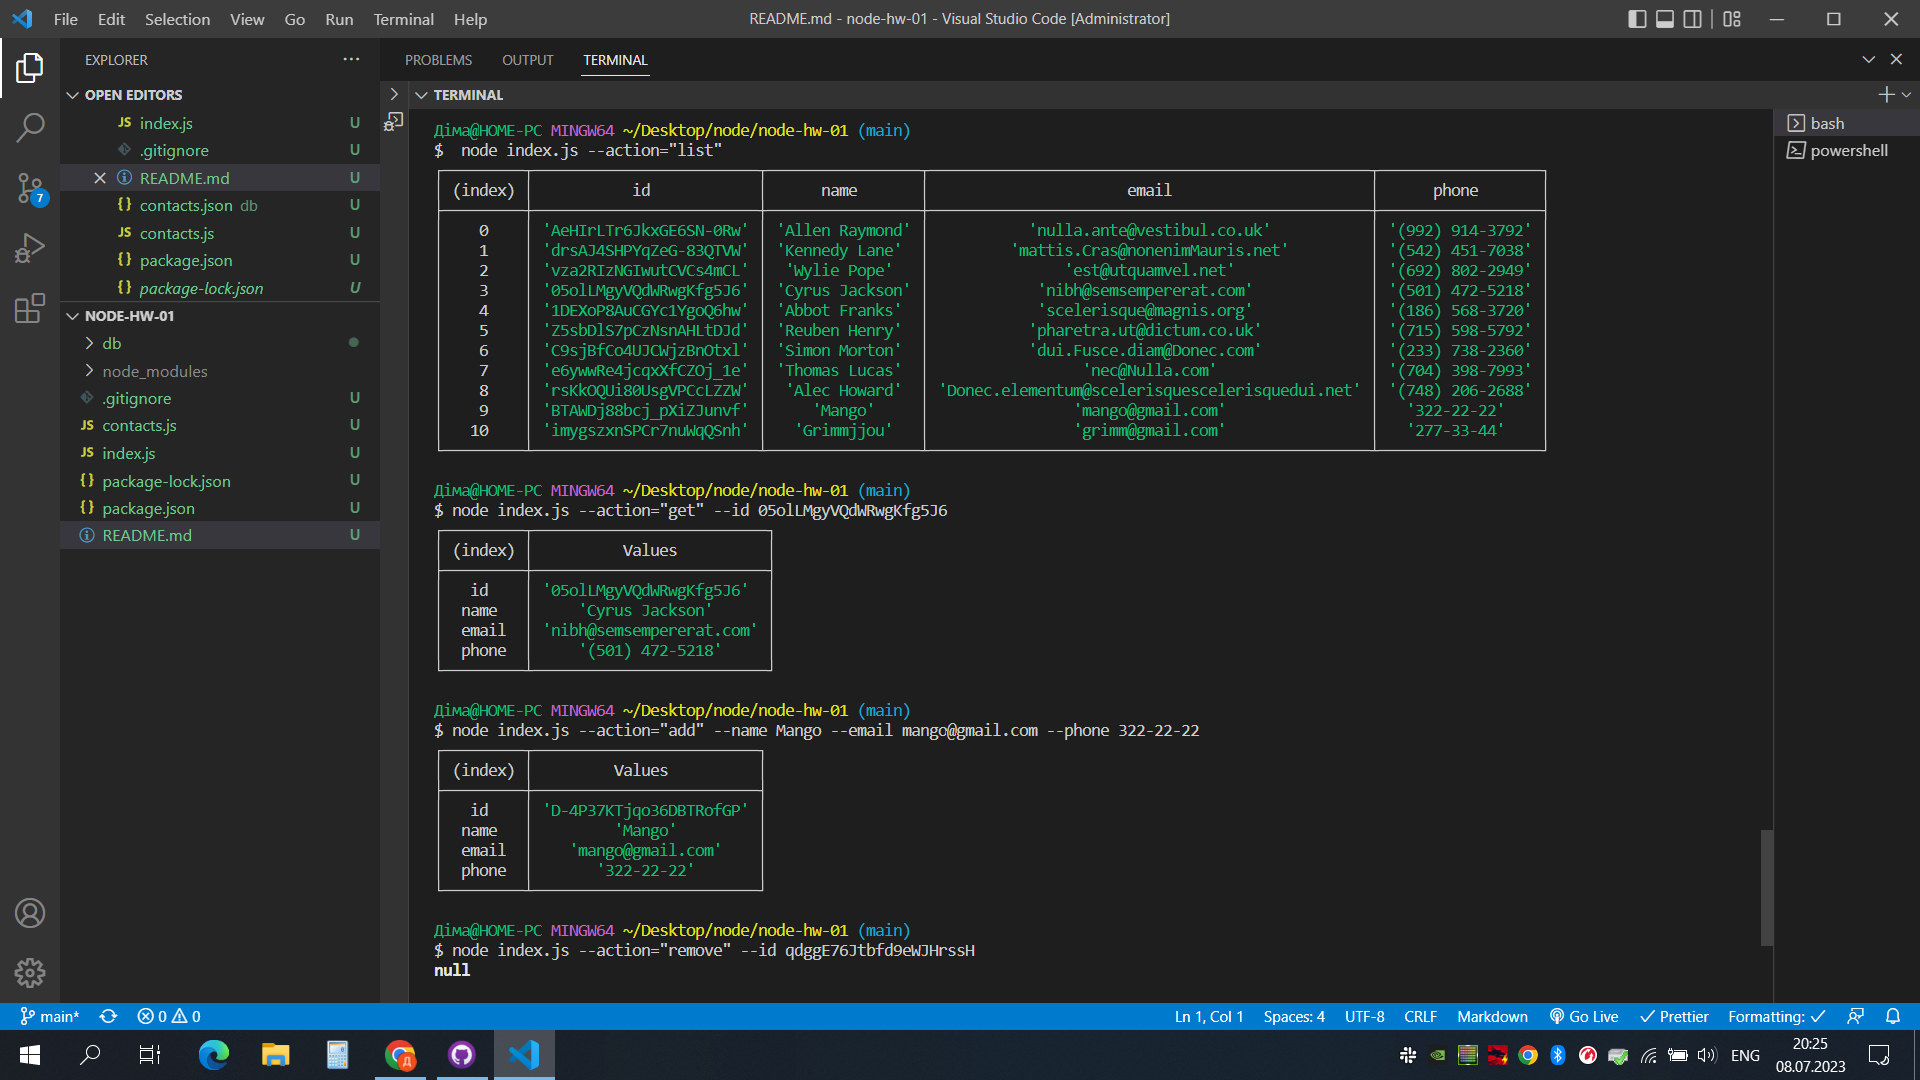 File Edit Selection View Go Run Terminal Help
README.md - node-hw-01 - Visual Studio Code [Administrator]
EXPLORER
OPEN EDITORS
JS index.js U
.gitignore U
README.md U
{} contacts.json db U
JS contacts.js U
{} package.json U
{} package-lock.json U
7
NODE-HW-01
db
node_modules
.gitignore U
JS contacts.js U
JS index.js U
{} package-lock.json U
{} package.json U
README.md U
PROBLEMS OUTPUT TERMINAL
TERMINAL
Діма@HOME-PC MINGW64 ~/Desktop/node/node-hw-01 (main)
$  node index.js --action="list"
(index) id name email phone
0 'AeHIrLTr6JkxGE6SN-0Rw' 'Allen Raymond' 'nulla.ante@vestibul.co.uk' '(992) 914-3792'
1 'drsAJ4SHPYqZeG-83QTVW' 'Kennedy Lane' 'mattis.Cras@nonenimMauris.net' '(542) 451-7038'
2 'vza2RIzNGIwutCVCs4mCL' 'Wylie Pope' 'est@utquamvel.net' '(692) 802-2949'
3 '05olLMgyVQdWRwgKfg5J6' 'Cyrus Jackson' 'nibh@semsempererat.com' '(501) 472-5218'
4 '1DEXoP8AuCGYc1YgoQ6hw' 'Abbot Franks' 'scelerisque@magnis.org' '(186) 568-3720'
5 'Z5sbDlS7pCzNsnAHLtDJd' 'Reuben Henry' 'pharetra.ut@dictum.co.uk' '(715) 598-5792'
6 'C9sjBfCo4UJCWjzBnOtxl' 'Simon Morton' 'dui.Fusce.diam@Donec.com' '(233) 738-2360'
7 'e6ywwRe4jcqxXfCZOj_1e' 'Thomas Lucas' 'nec@Nulla.com' '(704) 398-7993'
8 'rsKkOQUi80UsgVPCcLZZW' 'Alec Howard' 'Donec.elementum@scelerisquescelerisquedui.net' '(748) 206-2688'
9 'BTAWDj88bcj_pXiZJunvf' 'Mango' 'mango@gmail.com' '322-22-22'
10 'imygszxnSPCr7nuWqQSnh' 'Grimmjjou' 'grimm@gmail.com' '277-33-44'
Діма@HOME-PC MINGW64 ~/Desktop/node/node-hw-01 (main)
$ node index.js --action="get" --id 05olLMgyVQdWRwgKfg5J6
(index) Values
id '05olLMgyVQdWRwgKfg5J6'
name 'Cyrus Jackson'
email 'nibh@semsempererat.com'
phone '(501) 472-5218'
Діма@HOME-PC MINGW64 ~/Desktop/node/node-hw-01 (main)
$ node index.js --action="add" --name Mango --email mango@gmail.com --phone 322-22-22
(index) Values
id 'D-4P37KTjqo36DBTRofGP'
name 'Mango'
email 'mango@gmail.com'
phone '322-22-22'
Діма@HOME-PC MINGW64 ~/Desktop/node/node-hw-01 (main)
$ node index.js --action="remove" --id qdggE76Jtbfd9eWJHrssH
null
bash
powershell
main* 0 0
Ln 1, Col 1 Spaces: 4 UTF-8 CRLF Markdown Go Live Prettier Formatting:
ENG
20:25
08.07.2023